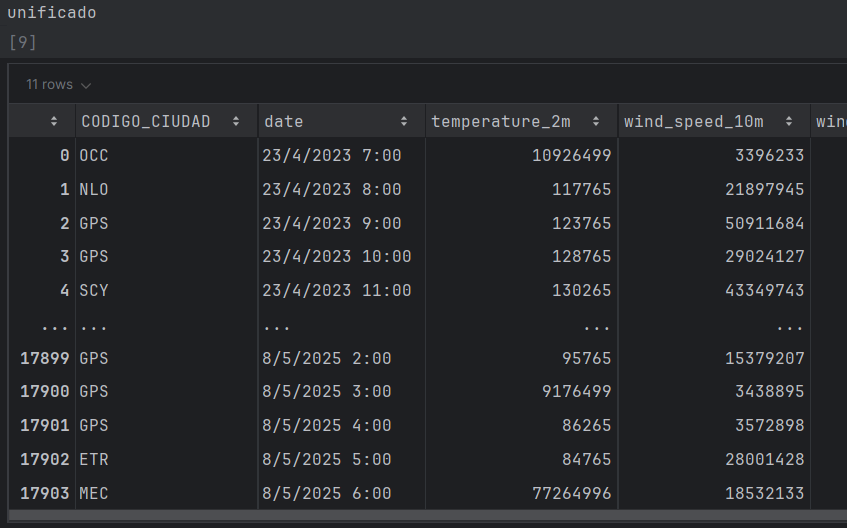 unificado
[9]
11 rows
CODIGO_CIUDAD date temperature_2m wind_speed_10m wind
0 OCC 23/4/2023 7:00 10926499 3396233
1 NLO 23/4/2023 8:00 117765 21897945
2 GPS 23/4/2023 9:00 123765 50911684
3 GPS 23/4/2023 10:00 128765 29024127
4 SCY 23/4/2023 11:00 130265 43349743
... ... ... ... ...
17899 GPS 8/5/2025 2:00 95765 15379207
17900 GPS 8/5/2025 3:00 9176499 3438895
17901 GPS 8/5/2025 4:00 86265 3572898
17902 ETR 8/5/2025 5:00 84765 28001428
17903 MEC 8/5/2025 6:00 77264996 18532133